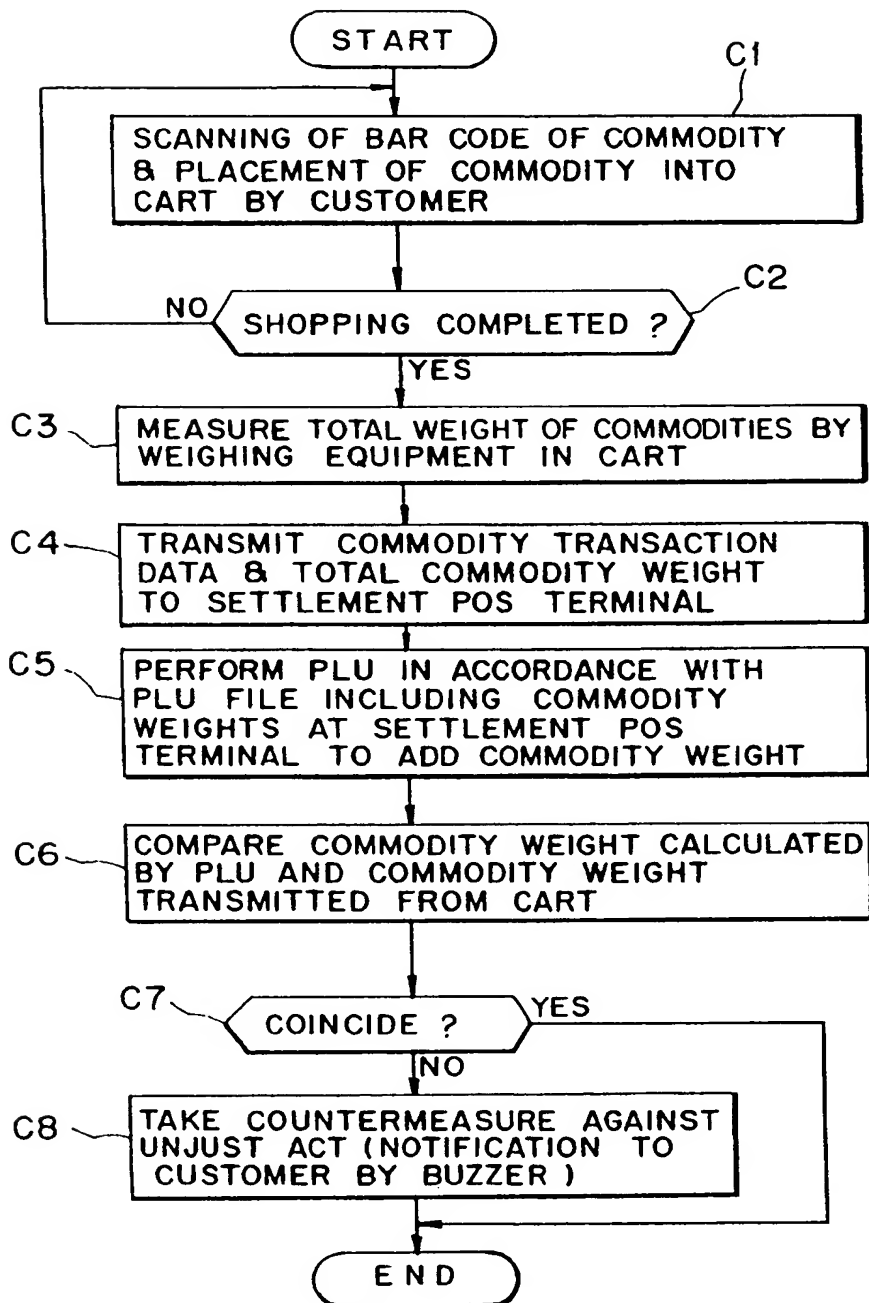 START
C1
SCANNING OF BAR CODE OF COMMODITY
& PLACEMENT OF COMMODITY INTO
CART BY CUSTOMER
C2
NO
SHOPPING COMPLETED ?
YES
C3
MEASURE TOTAL WEIGHT OF COMMODITIES BY
WEIGHING EQUIPMENT IN CART
C4
TRANSMIT COMMODITY TRANSACTION
DATA & TOTAL COMMODITY WEIGHT
TO SETTLEMENT POS TERMINAL
C5
PERFORM PLU IN ACCORDANCE WITH
PLU FILE INCLUDING COMMODITY
WEIGHTS AT SETTLEMENT POS
TERMINAL TO ADD COMMODITY WEIGHT
C6
COMPARE COMMODITY WEIGHT CALCULATED
BY PLU AND COMMODITY WEIGHT
TRANSMITTED FROM CART
C7
COINCIDE ?
YES
NO
C8
TAKE COUNTERMEASURE AGAINST
UNJUST ACT (NOTIFICATION TO
CUSTOMER BY BUZZER)
END